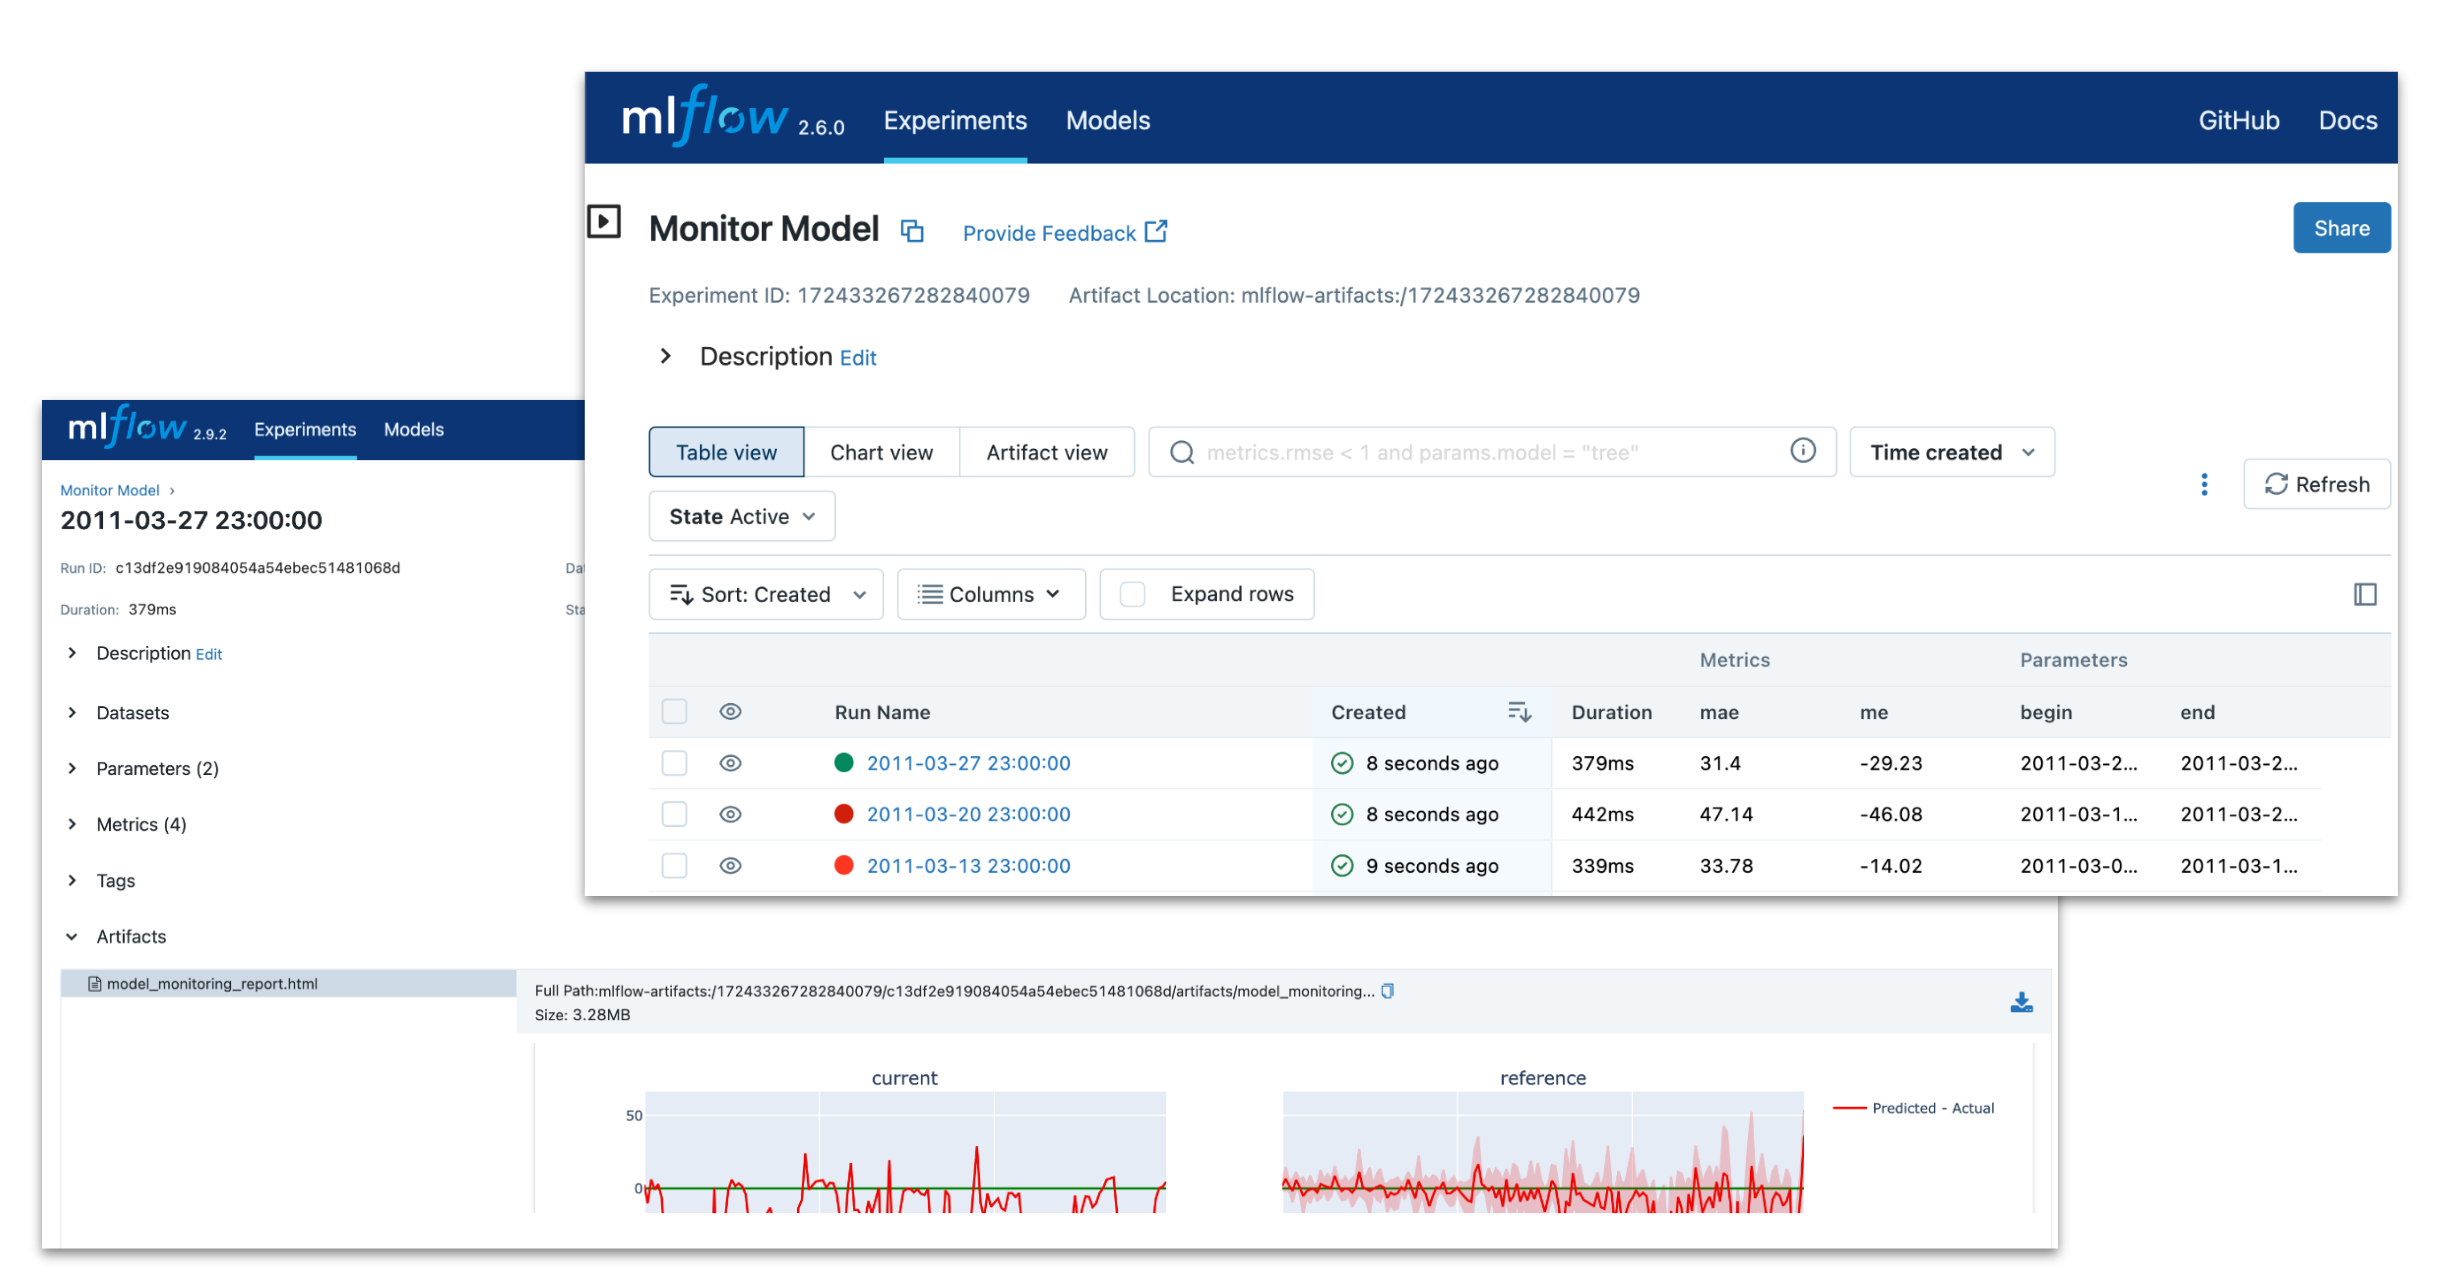 mlflow 2.6.0 Experiments Models GitHub Docs
Monitor Model Provide Feedback Share
Experiment ID: 172433267282840079 Artifact Location: mlflow-artifacts:/172433267282840079
Description Edit
Table view Chart view Artifact view metrics.rmse < 1 and params.model = "tree" Time created
Refresh
State Active
Sort: Created Columns Expand rows
Metrics Parameters
Run Name Created Duration mae me begin end
2011-03-27 23:00:00 8 seconds ago 379ms 31.4 -29.23 2011-03-2... 2011-03-2...
2011-03-20 23:00:00 8 seconds ago 442ms 47.14 -46.08 2011-03-1... 2011-03-2...
2011-03-13 23:00:00 9 seconds ago 339ms 33.78 -14.02 2011-03-0... 2011-03-1...
mlflow 2.9.2 Experiments Models
Monitor Model
2011-03-27 23:00:00
Run ID: c13df2e919084054a54ebec51481068d Da
Duration: 379ms Sta
Description Edit
Datasets
Parameters (2)
Metrics (4)
Tags
Artifacts
model_monitoring_report.html
Full Path:mlflow-artifacts:/172433267282840079/c13df2e919084054a54ebec51481068d/artifacts/model_monitoring...
Size: 3.28MB
current reference
50
0
Predicted - Actual